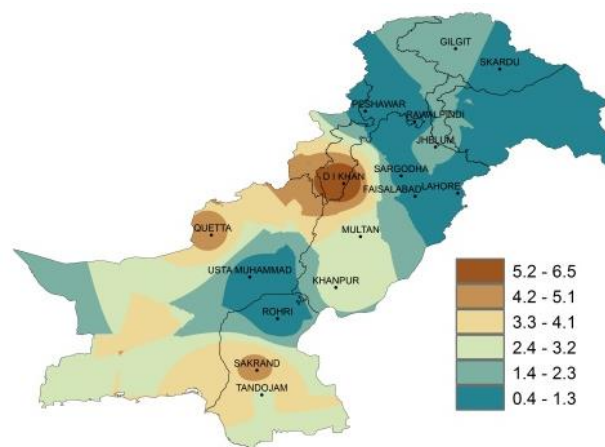 GILGIT
SKARDU
PESHAWAR
RAWALPINDI
JHELUM
SARGODHA
D I KHAN
FAISALABAD
LAHORE
QUETTA
MULTAN
USTA MUHAMMAD
KHANPUR
ROHRI
SAKRAND
TANDOJAM
5.2 - 6.5
4.2 - 5.1
3.3 - 4.1
2.4 - 3.2
1.4 - 2.3
0.4 - 1.3